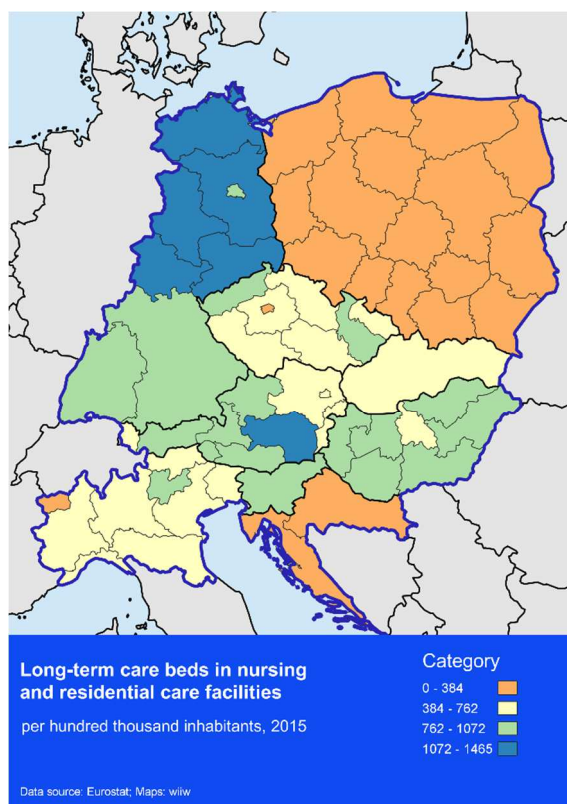 Long-term care beds in nursing
and residential care facilities
per hundred thousand inhabitants, 2015
Data source: Eurostat; Maps: wiiw
Category
0 - 384
384 - 762
762 - 1072
1072 - 1465